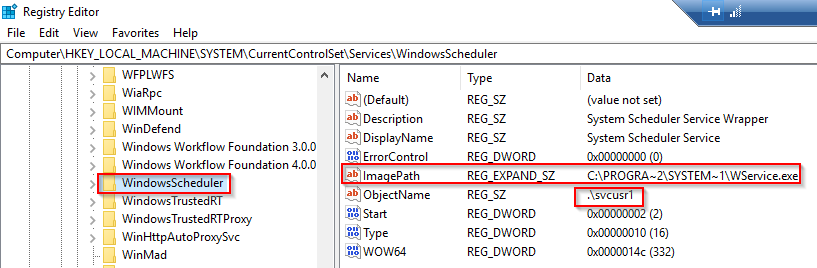 Registry Editor
File Edit View Favorites Help
Computer\HKEY_LOCAL_MACHINE\SYSTEM\CurrentControlSet\Services\WindowsScheduler
WFPLWFS
WiaRpc
WIMMount
WinDefend
Windows Workflow Foundation 3.0.0
Windows Workflow Foundation 4.0.0
WindowsScheduler
WindowsTrustedRT
WindowsTrustedRTProxy
WinHttpAutoProxySvc
WinMad
Name Type Data
(Default) REG_SZ (value not set)
Description REG_SZ System Scheduler Service Wrapper
DisplayName REG_SZ System Scheduler Service
ErrorControl REG_DWORD 0x00000000 (0)
ImagePath REG_EXPAND_SZ C:\PROGRA~2\SYSTEM~1\WService.exe
ObjectName REG_SZ .\svcusr1
Start REG_DWORD 0x00000002 (2)
Type REG_DWORD 0x00000010 (16)
WOW64 REG_DWORD 0x0000014c (332)